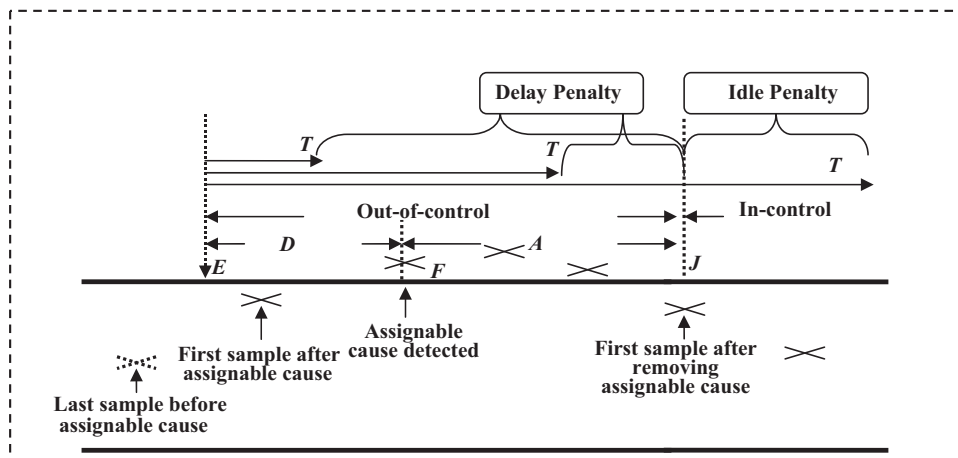 Delay Penalty
Idle Penalty
T
T
T
Out-of-control
In-control
D
A
E
F
J
Assignable
cause detected
First sample after
assignable cause
First sample after
removing
assignable cause
Last sample before
assignable cause